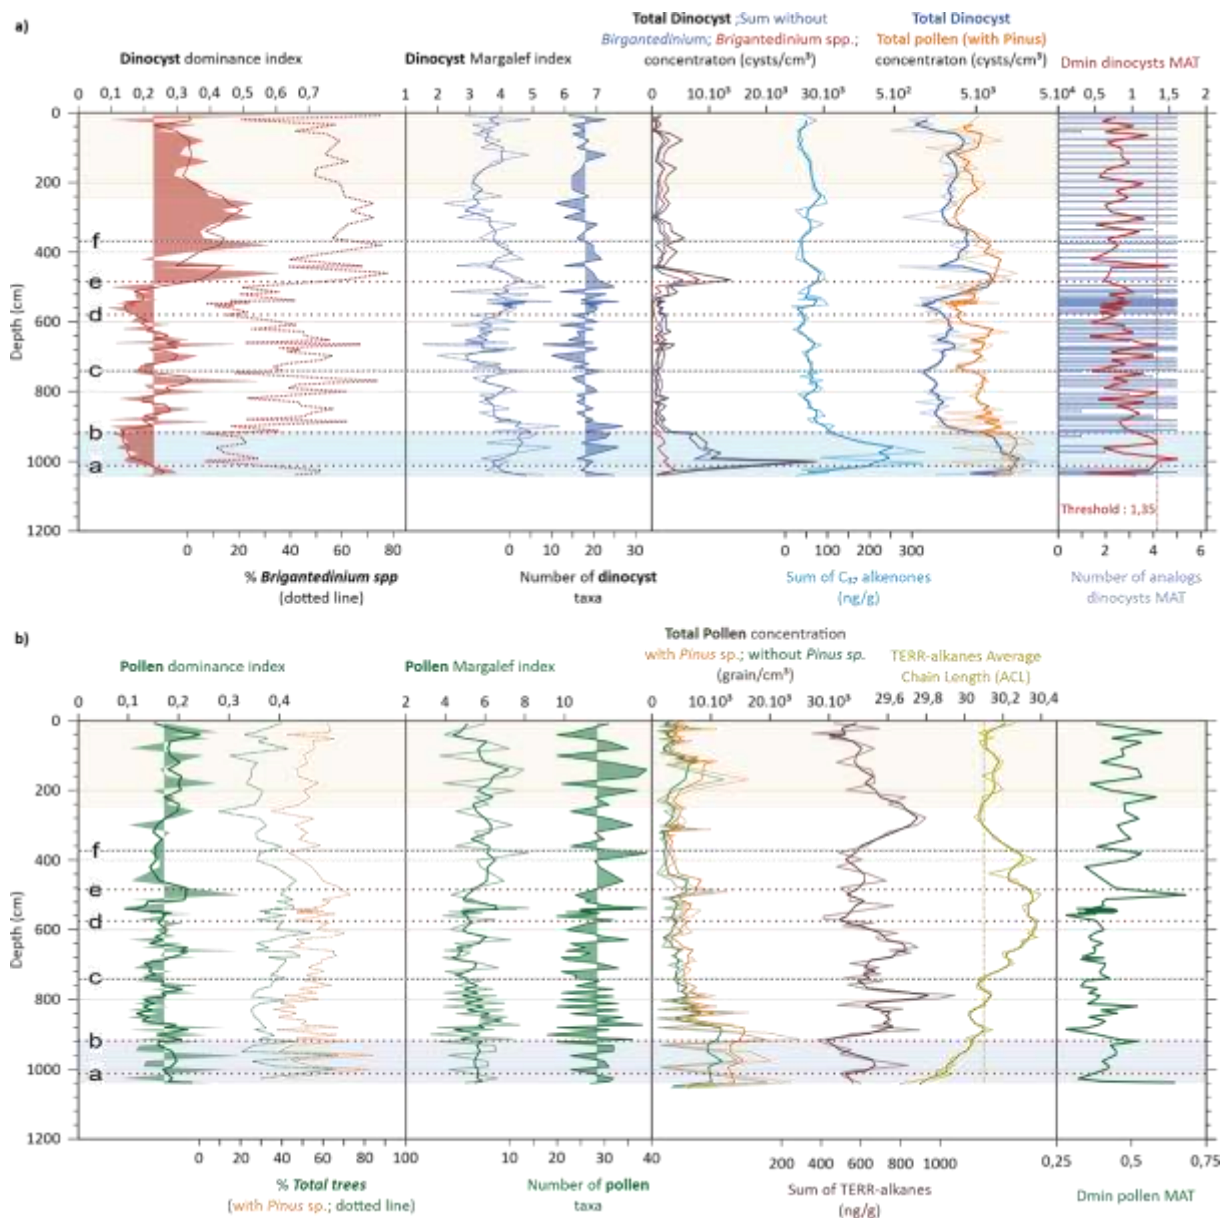 a)
Dinocyst dominance index
Dinocyst Margalef index
Total Dinocyst ;Sum without
Birgantedinium; Brigantedinium spp.;
concentraton (cysts/cm³)
Total Dinocyst
Total pollen (with Pinus)
concentraton (cysts/cm³)
Dmin dinocysts MAT
0 0,1 0,2 0,3 0,4 0,5 0,6 0,7
1 2 3 4 5 6 7
0 10.10³ 20.10³ 30.10³
5.10² 5.10³ 5.10⁴
0,5 1 1,5 2
Depth (cm)
0
200
400
600
800
1000
1200
f
e
d
c
b
a
Threshold : 1,35
0 20 40 60 80
0 10 20 30
0 100 200 300
0 2 4 6
% Brigantedinium spp
(dotted line)
Number of dinocyst
taxa
Sum of C₃₇ alkenones
(ng/g)
Number of analogs
dinocysts MAT
b)
Pollen dominance index
Pollen Margalef index
Total Pollen concentration
with Pinus sp.; without Pinus sp.
(grain/cm³)
TERR-alkanes Average
Chain Length (ACL)
0 0,1 0,2 0,3 0,4
2 4 6 8 10
0 10.10³ 20.10³ 30.10³
29,6 29,8 30 30,2 30,4
Depth (cm)
0
200
400
600
800
1000
1200
f
e
d
c
b
a
0 20 40 60 80 100
0 10 20 30 40
200 400 600 800 1000
0,25 0,5 0,75
% Total trees
(with Pinus sp.; dotted line)
Number of pollen
taxa
Sum of TERR-alkanes
(ng/g)
Dmin pollen MAT